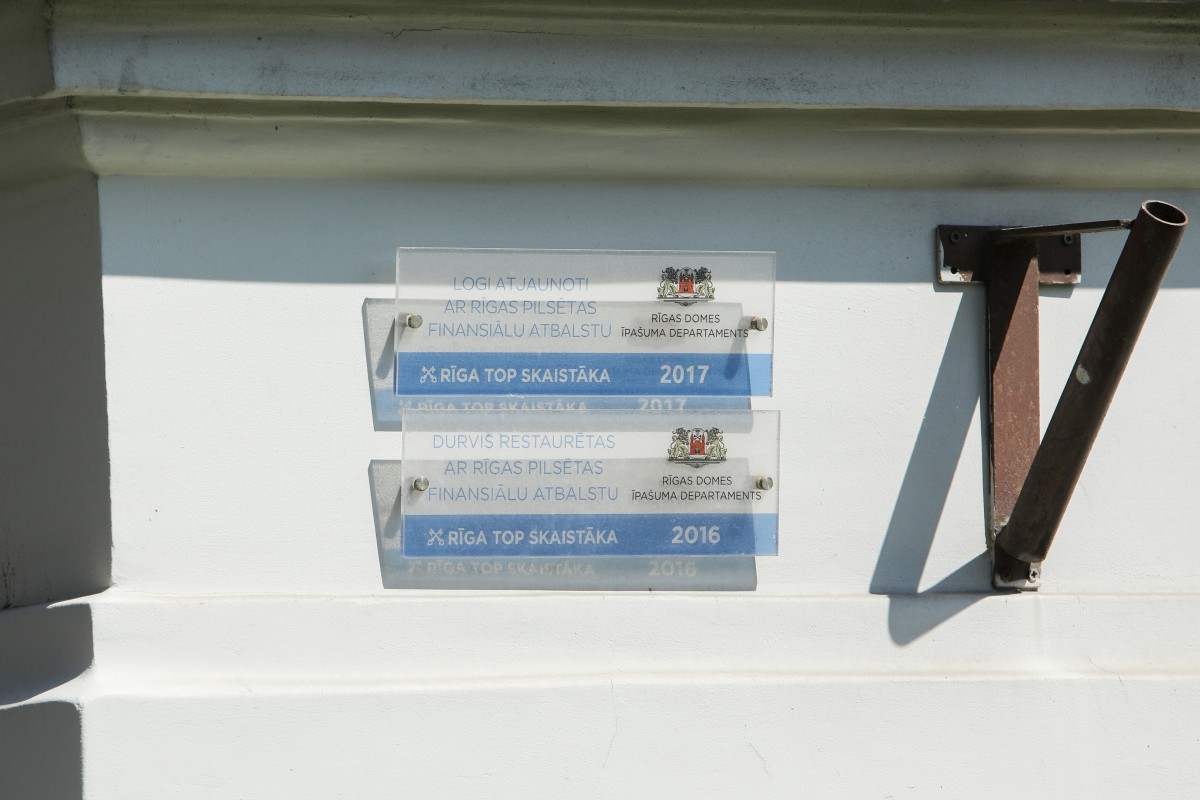 LOGI ATJAUNOTI
AR RĪGAS PILSĒTAS
FINANSIĀLU ATBALSTU
RĪGAS DOMES
ĪPAŠUMA DEPARTAMENTS
RĪGA TOP SKAISTĀKA 2017
DURVIS RESTAURĒTAS
AR RĪGAS PILSĒTAS
FINANSIĀLU ATBALSTU
RĪGAS DOMES
ĪPAŠUMA DEPARTAMENTS
RĪGA TOP SKAISTĀKA 2016